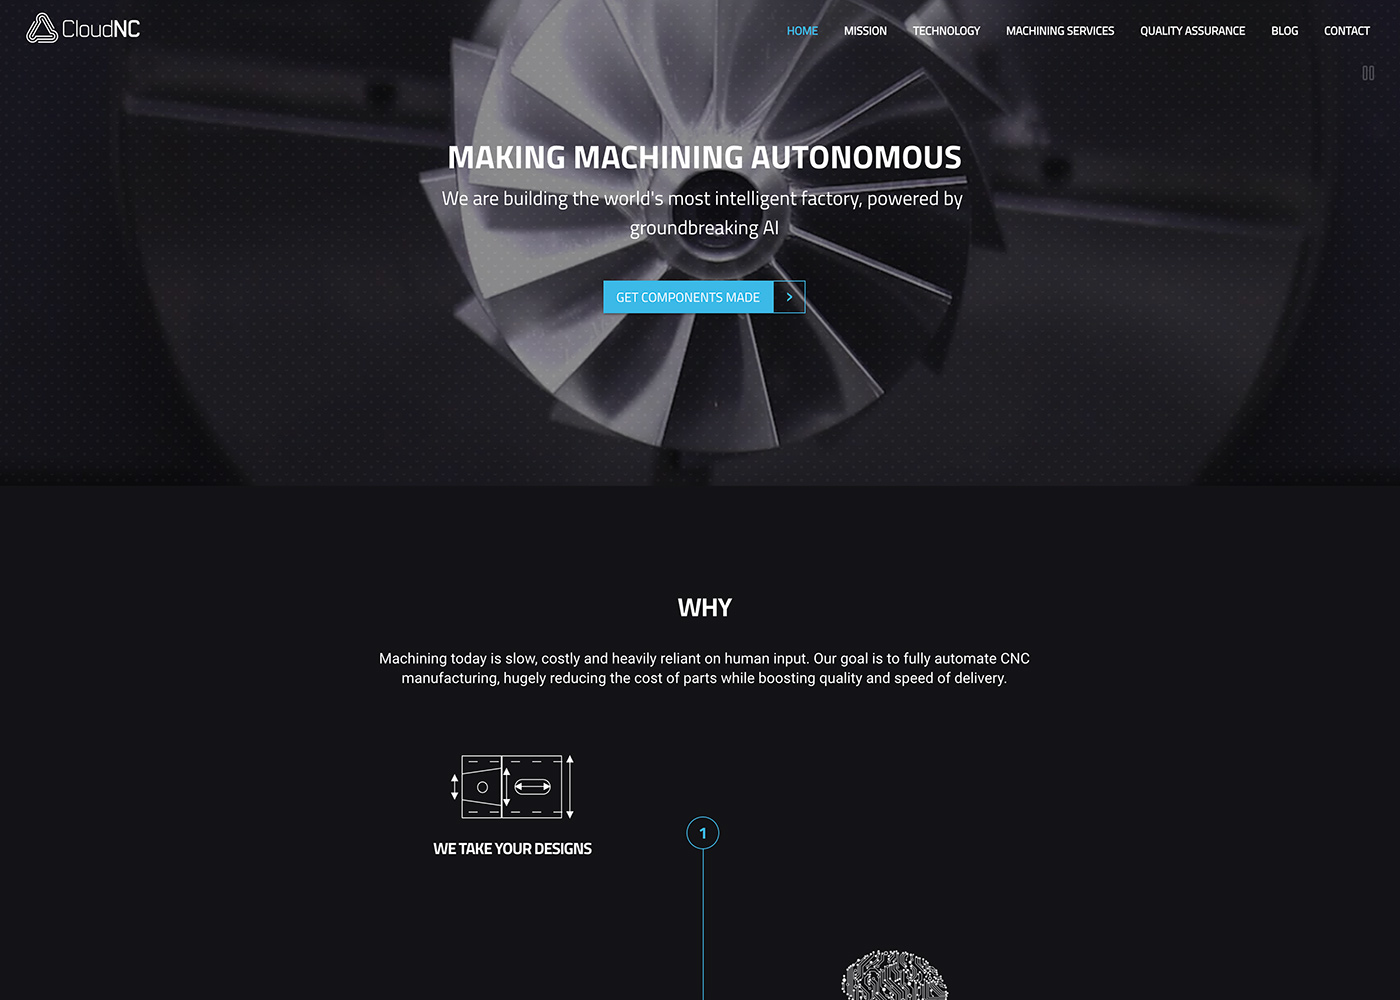 CloudNC
HOME MISSION TECHNOLOGY MACHINING SERVICES QUALITY ASSURANCE BLOG CONTACT
MAKING MACHINING AUTONOMOUS
We are building the world's most intelligent factory, powered by
groundbreaking AI
GET COMPONENTS MADE
WHY
Machining today is slow, costly and heavily reliant on human input. Our goal is to fully automate CNC
manufacturing, hugely reducing the cost of parts while boosting quality and speed of delivery.
1
WE TAKE YOUR DESIGNS